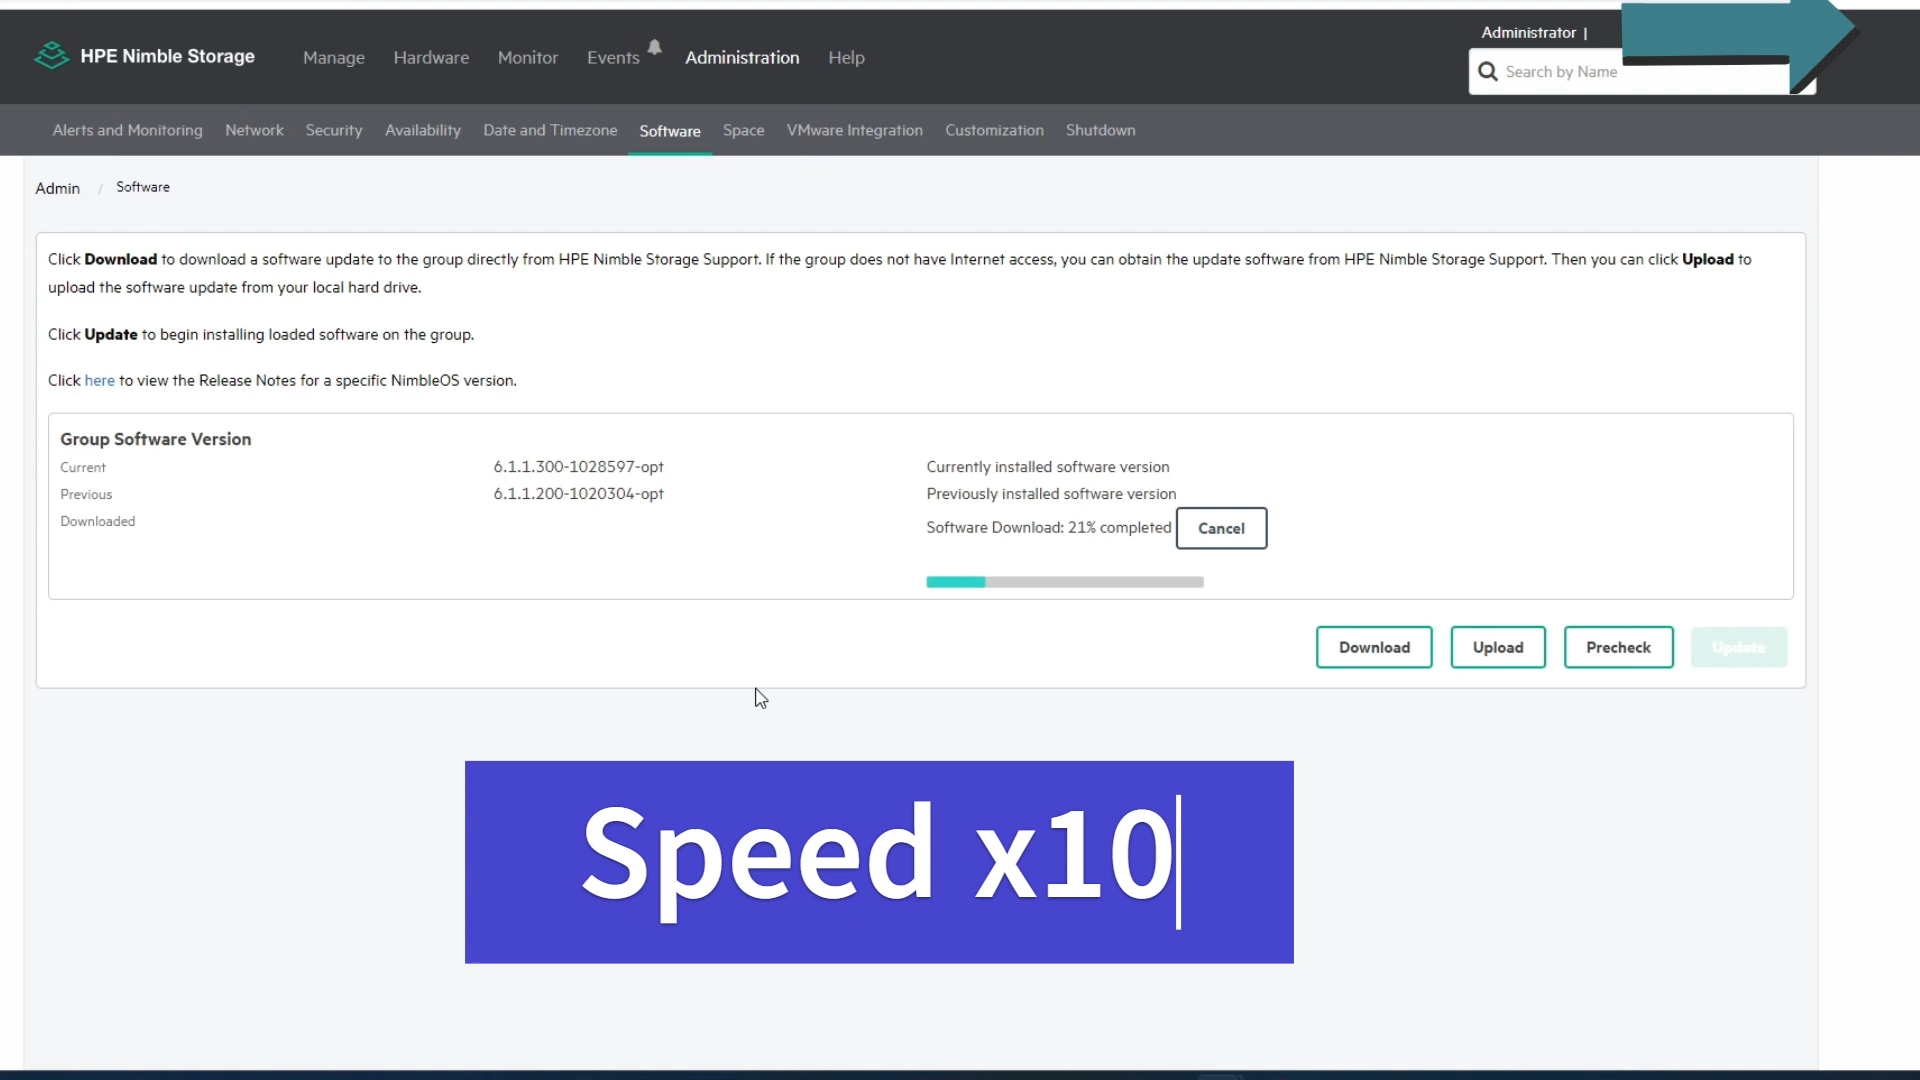 HPE Nimble Storage
Manage
Hardware
Monitor
Events
Administration
Help
Administrator |
Search by Name
Alerts and Monitoring
Network
Security
Availability
Date and Timezone
Software
Space
VMware Integration
Customization
Shutdown
Admin / Software
Click Download to download a software update to the group directly from HPE Nimble Storage Support. If the group does not have Internet access, you can obtain the update software from HPE Nimble Storage Support. Then you can click Upload to
upload the software update from your local hard drive.
Click Update to begin installing loaded software on the group.
Click here to view the Release Notes for a specific NimbleOS version.
Group Software Version
Current 6.1.1.300-1028597-opt Currently installed software version
Previous 6.1.1.200-1020304-opt Previously installed software version
Downloaded Software Download: 21% completed Cancel
Download
Upload
Precheck
Update
Speed x10